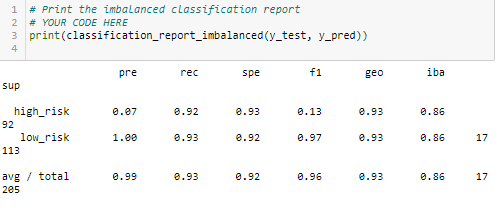 1 # Print the imbalanced classification report
2 # YOUR CODE HERE
3 print(classification_report_imbalanced(y_test, y_pred))
4
pre rec spe f1 geo iba
sup
high_risk 0.07 0.92 0.93 0.13 0.93 0.86
92
low_risk 1.00 0.93 0.92 0.97 0.93 0.86 17
113
avg / total 0.99 0.93 0.92 0.96 0.93 0.86 17
205